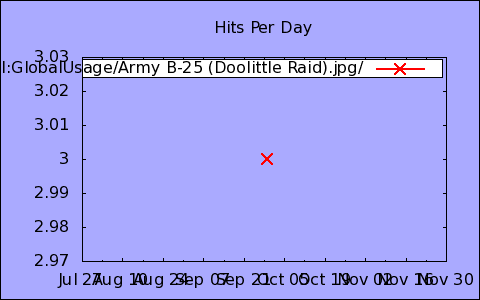 Hits Per Day
3.03
l:GlobalUsage/Army B-25 (Doolittle Raid).jpg/
3.02
3.01
3
2.99
2.98
2.97
Jul 27 Aug 10 Aug 24 Sep 07 Sep 21 Oct 05 Oct 19 Nov 02 Nov 16 Nov 30